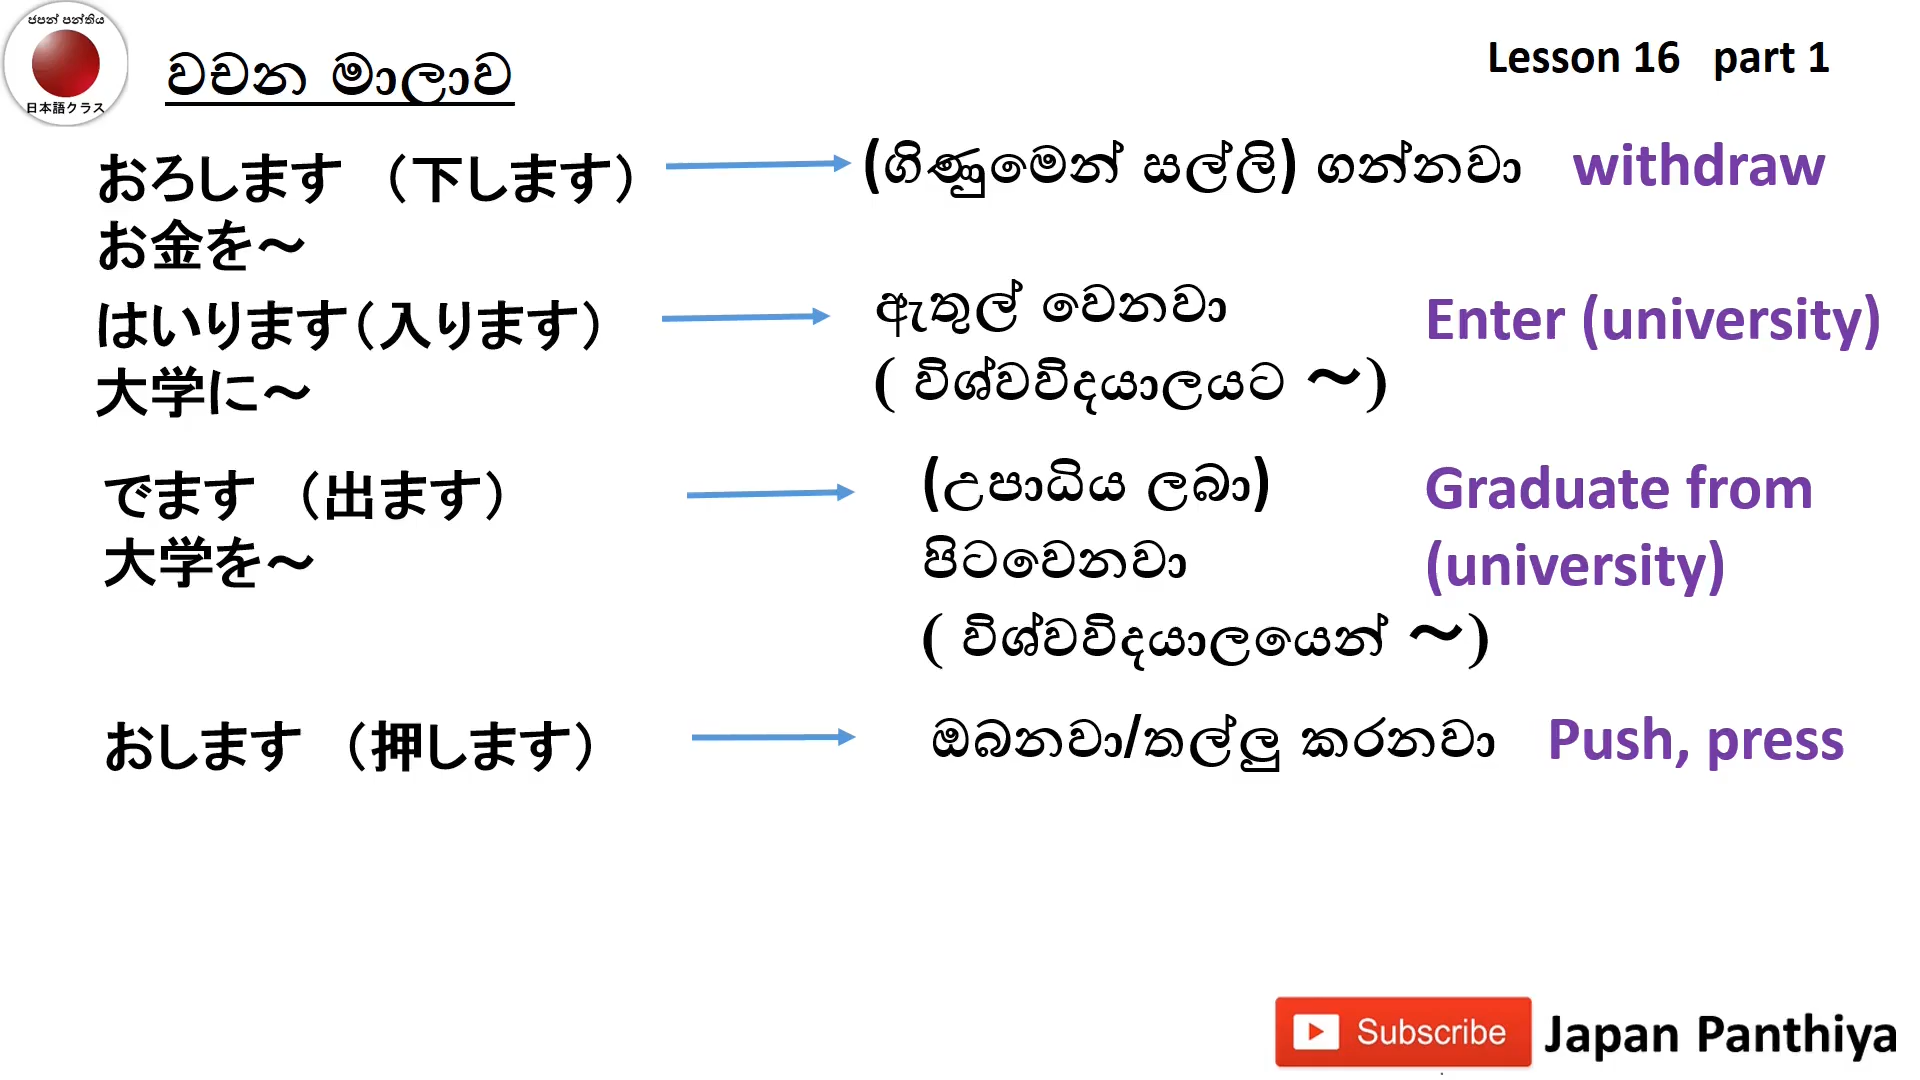 ජපන් පන්තිය
日本語クラス
වචන මාලාව
Lesson 16 part 1
おろします （下します） (ගිණුමෙන් සල්ලි) ගන්නවා withdraw
お金を～
はいります（入ります） ඇතුල් වෙනවා Enter (university)
大学に～ ( විශ්වවිදයාලයට ～)
でます （出ます） (උපාධිය ලබා) Graduate from
大学を～ පිටවෙනවා (university)
( විශ්වවිදයාලයෙන් ～)
おします （押します） ඔබනවා/තල්ලු කරනවා Push, press
Subscribe Japan Panthiya